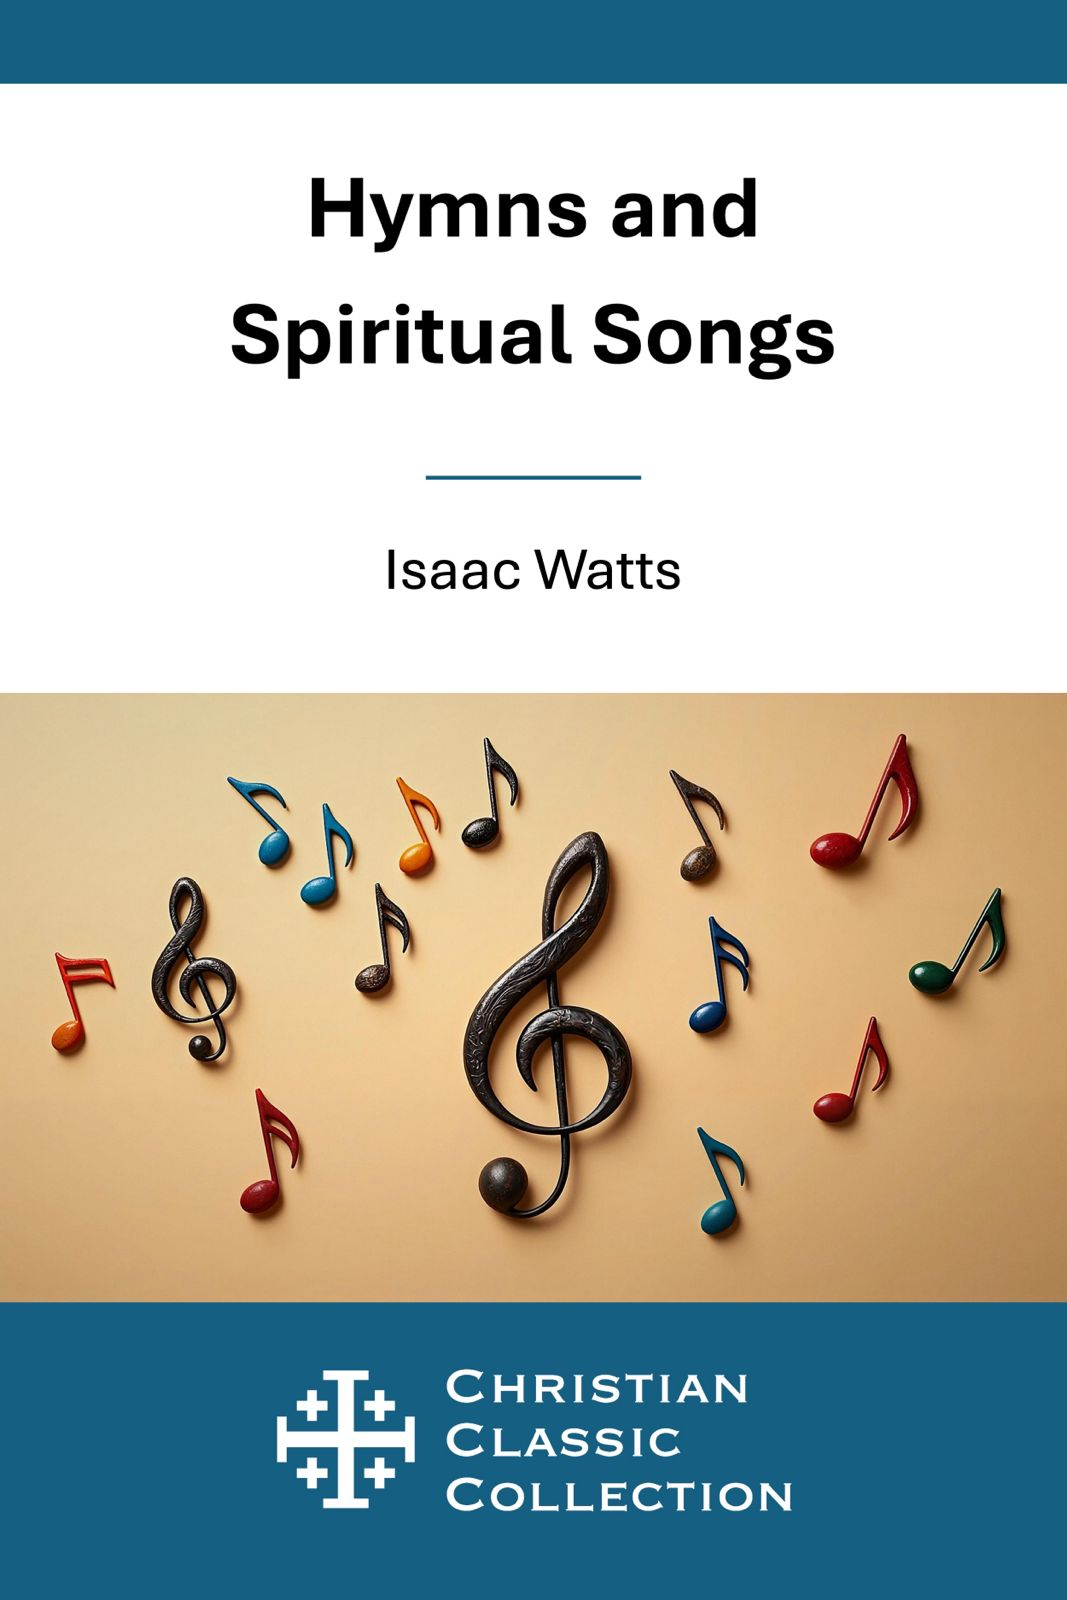 Hymns and
Spiritual Songs
Isaac Watts
CHRISTIAN
CLASSIC
COLLECTION